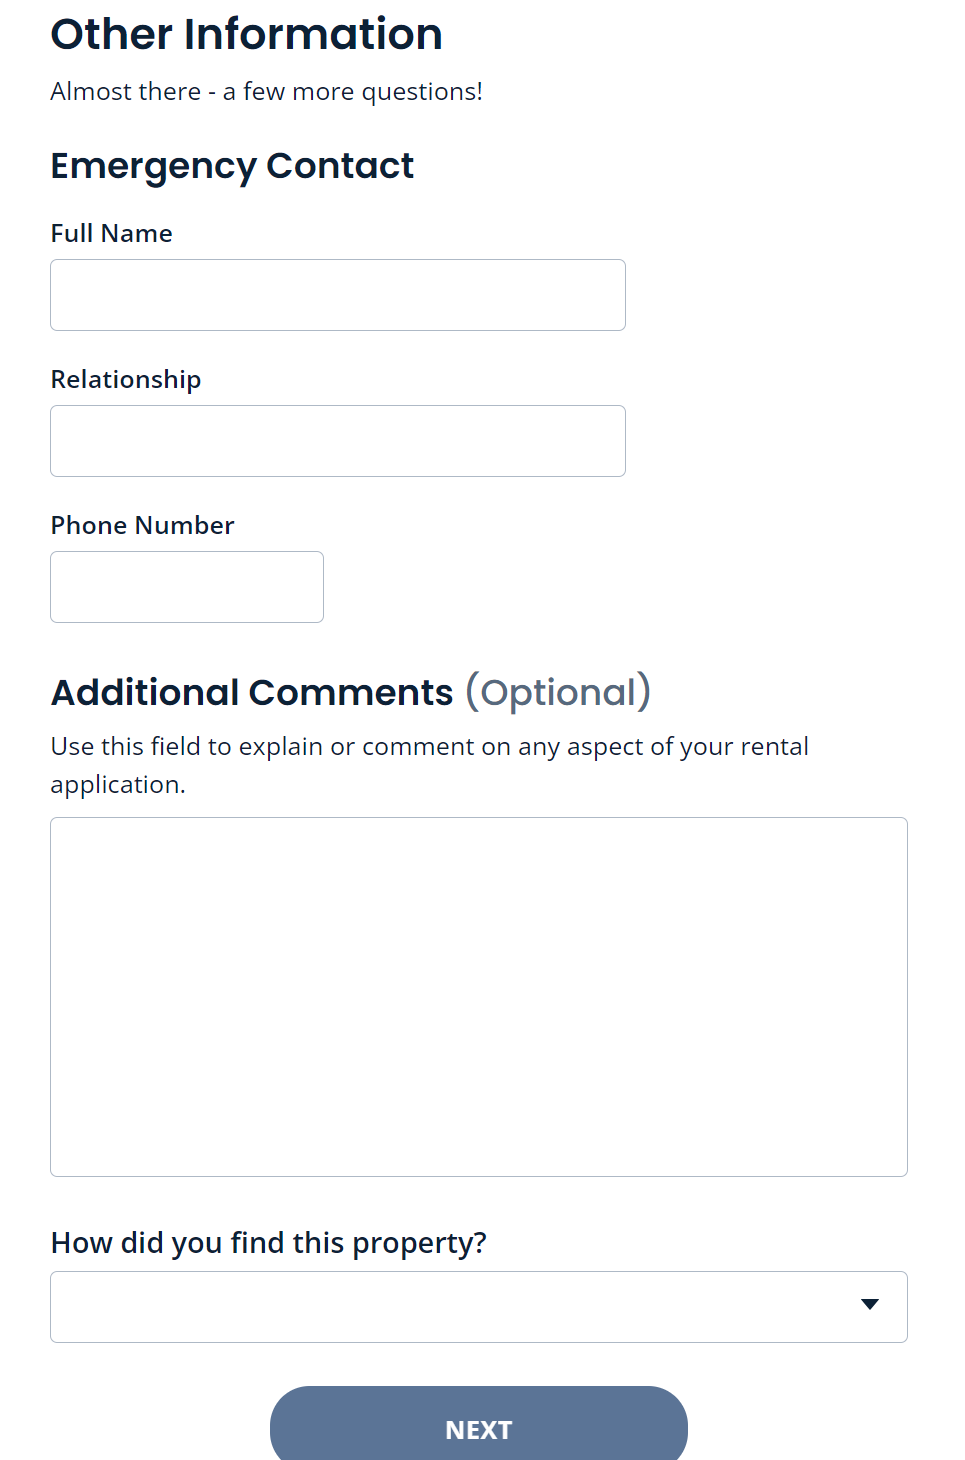 Other Information
Almost there - a few more questions!
Emergency Contact
Full Name
Relationship
Phone Number
Additional Comments (Optional)
Use this field to explain or comment on any aspect of your rental
application.
How did you find this property?
NEXT